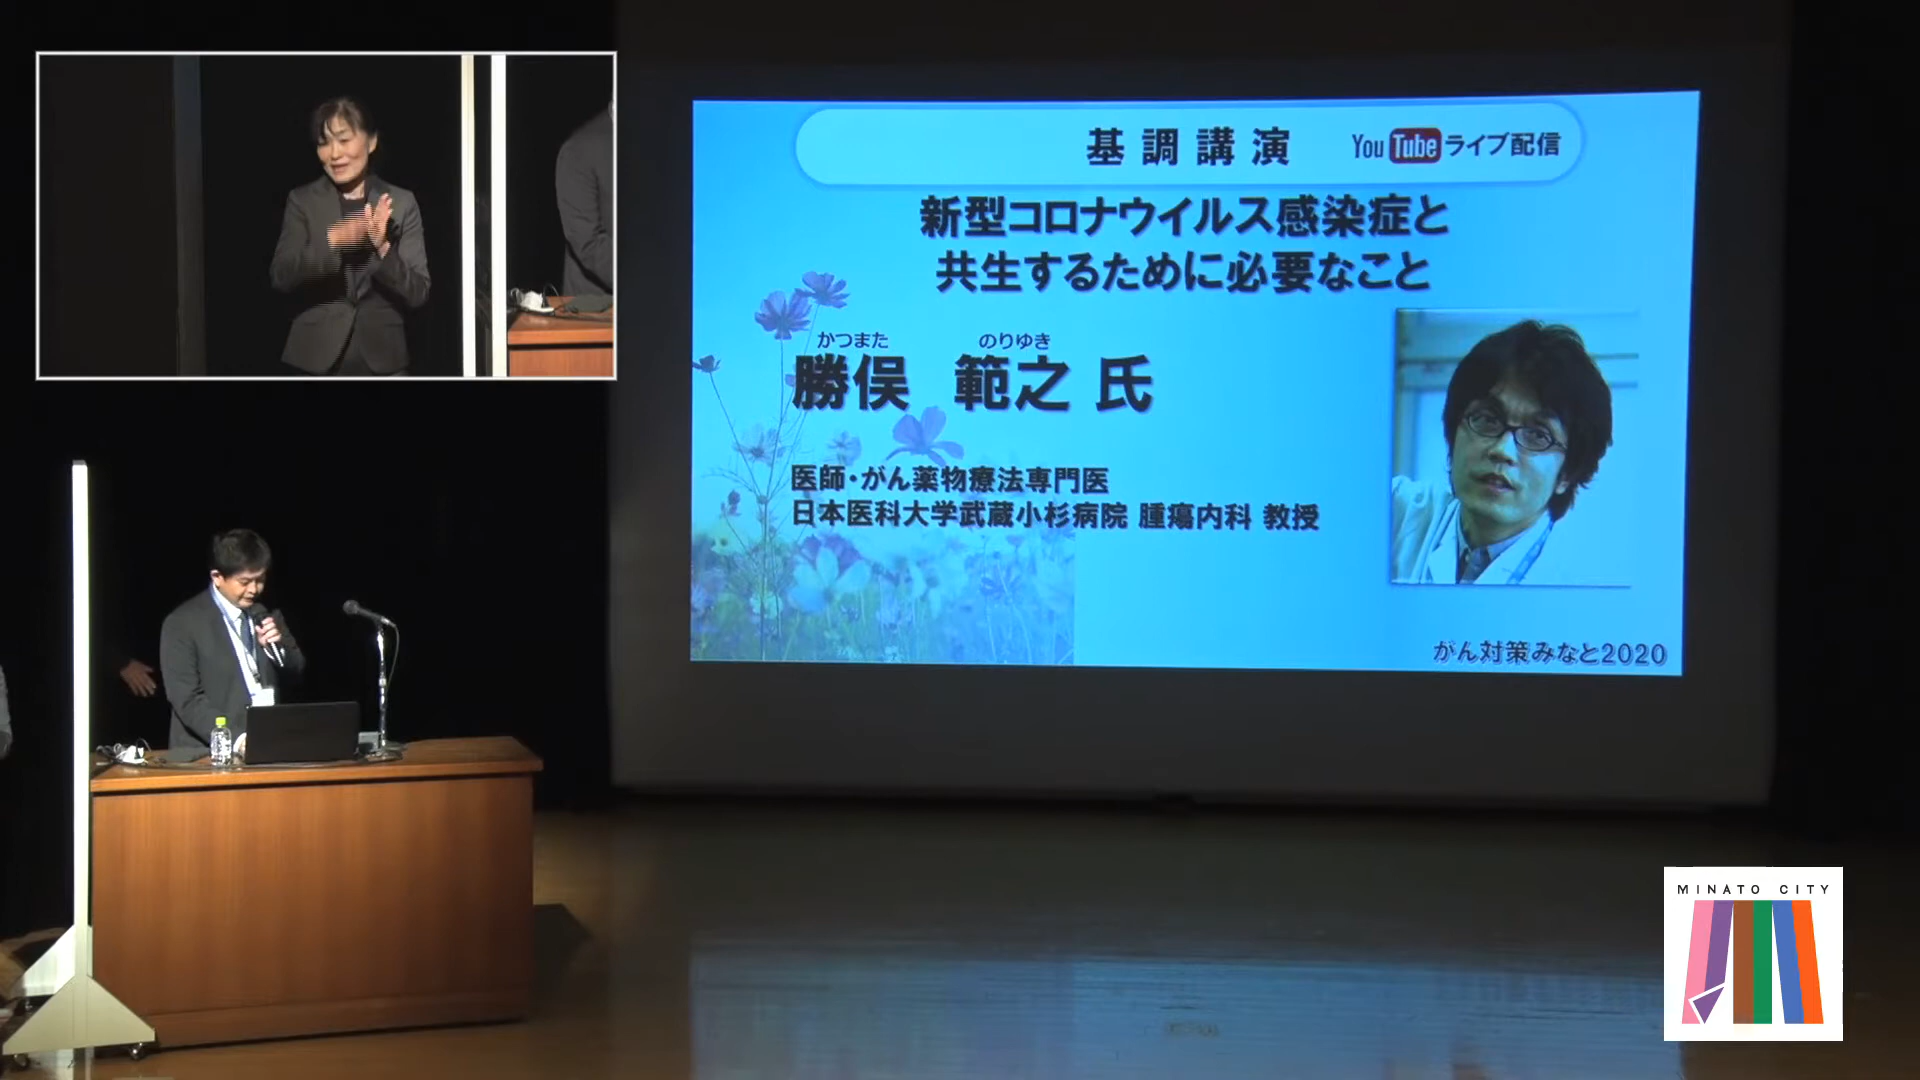 基調講演 YouTubeライブ配信
新型コロナウイルス感染症と
共生するために必要なこと
かつまた のりゆき
勝俣 範之 氏
医師・がん薬物療法専門医
日本医科大学武蔵小杉病院 腫瘍内科 教授
がん対策みなと2020
MINATO CITY